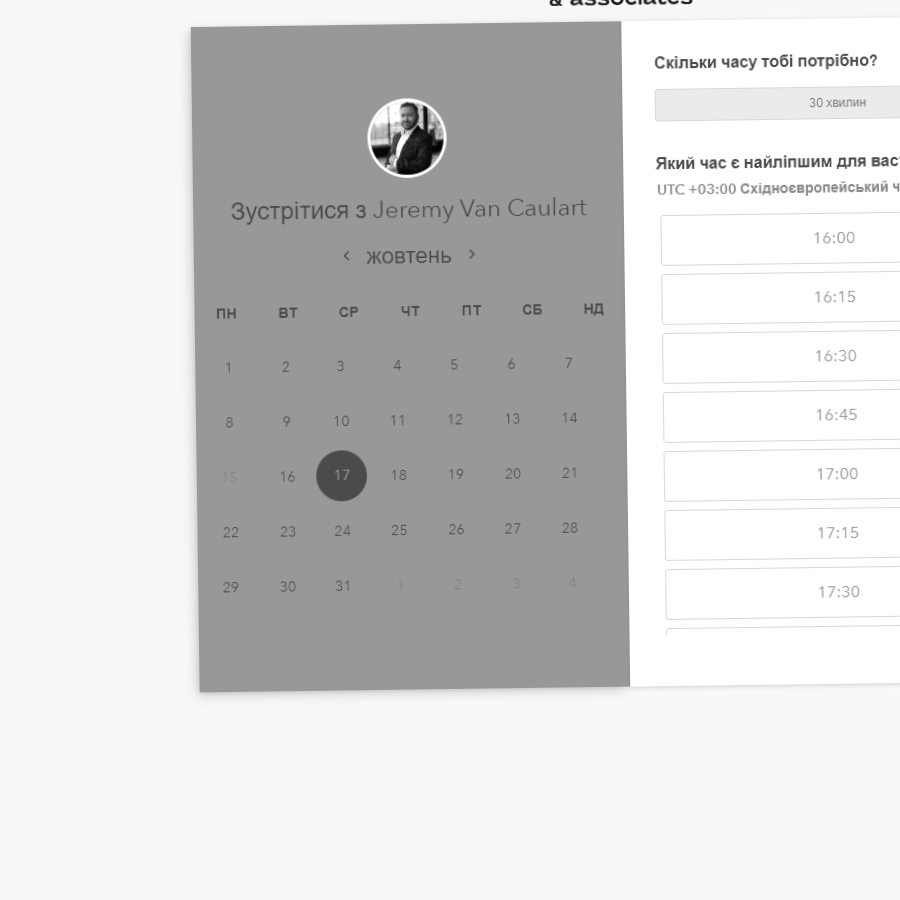 & associates
Зустрітися з Jeremy Van Caulart
жовтень
ПН ВТ СР ЧТ ПТ СБ НД
1 2 3 4 5 6 7
8 9 10 11 12 13 14
15 16 17 18 19 20 21
22 23 24 25 26 27 28
29 30 31 1 2 3 4
Скільки часу тобі потрібно?
30 хвилин
Який час є найліпшим для вас
UTC +03:00 Східноєвропейський ч
16:00
16:15
16:30
16:45
17:00
17:15
17:30